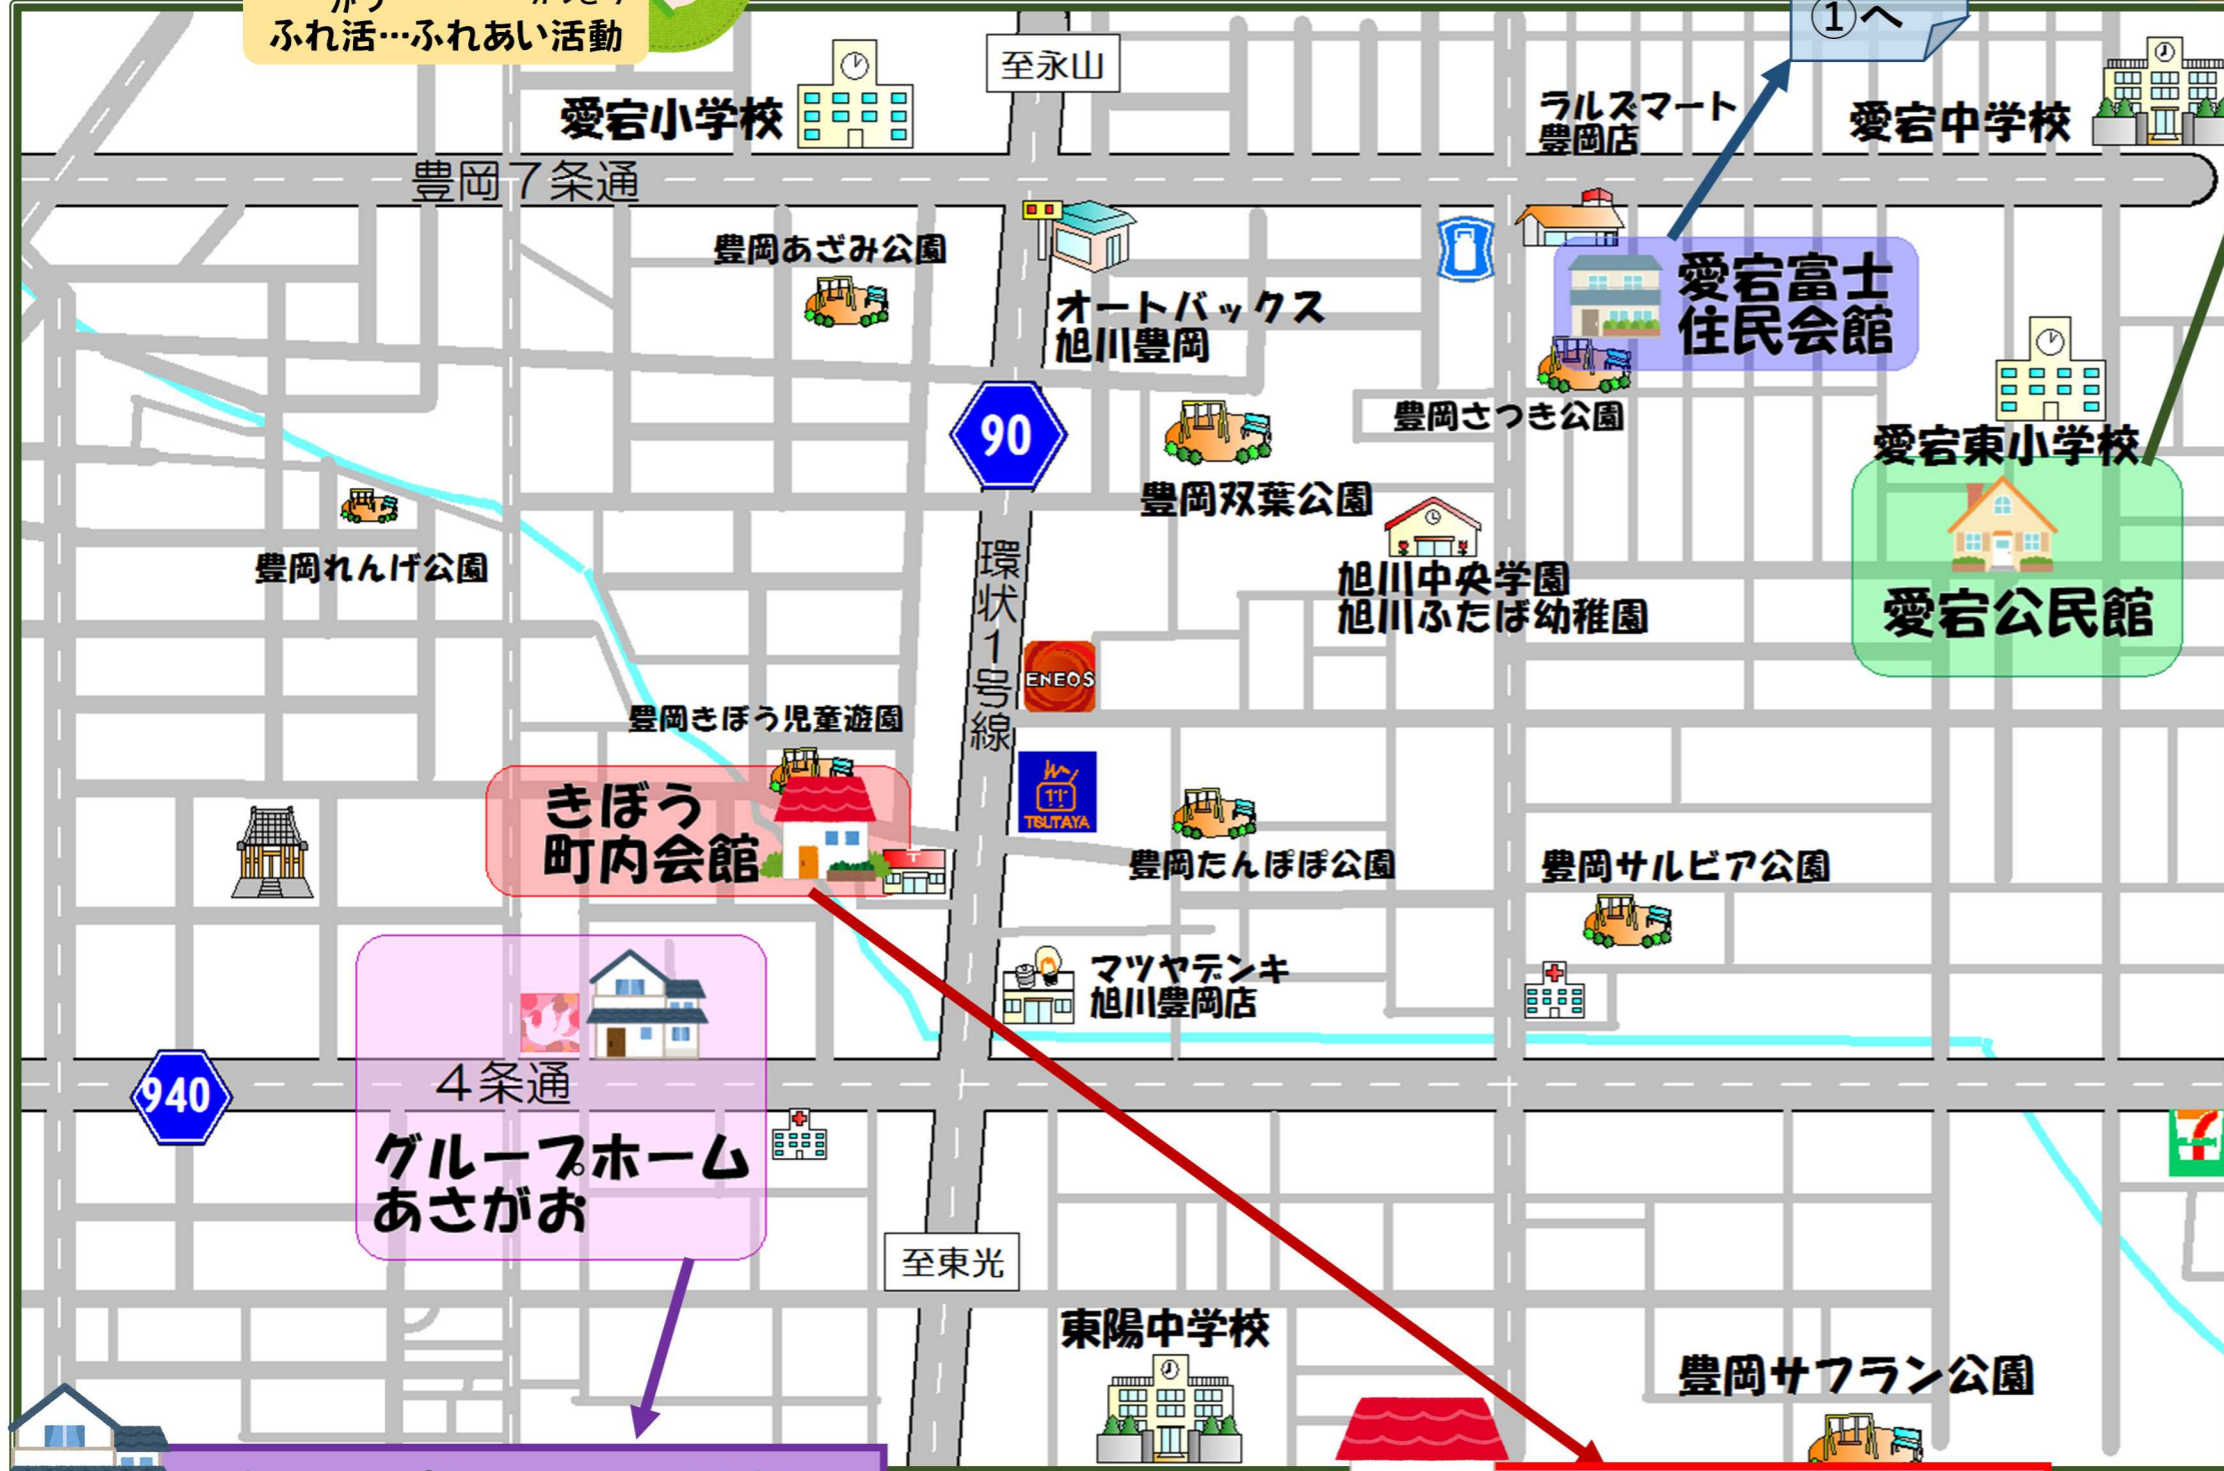 ふれ活…ふれあい活動
①へ
至永山
愛宕小学校
ラルズマート
豊岡店
愛宕中学校
豊岡7条通
豊岡あざみ公園
オートバックス
旭川豊岡
愛宕富士
住民会館
90
豊岡さつき公園
愛宕東小学校
豊岡双葉公園
豊岡れんげ公園
環状1号線
旭川中央学園
旭川ふたば幼稚園
愛宕公民館
ENEOS
豊岡きぼう児童遊園
TSUTAYA
きぼう
町内会館
豊岡たんぽぽ公園
豊岡サルビア公園
マツヤデンキ
旭川豊岡店
940
4条通
グループホーム
あさがお
7
至東光
東陽中学校
豊岡サフラン公園